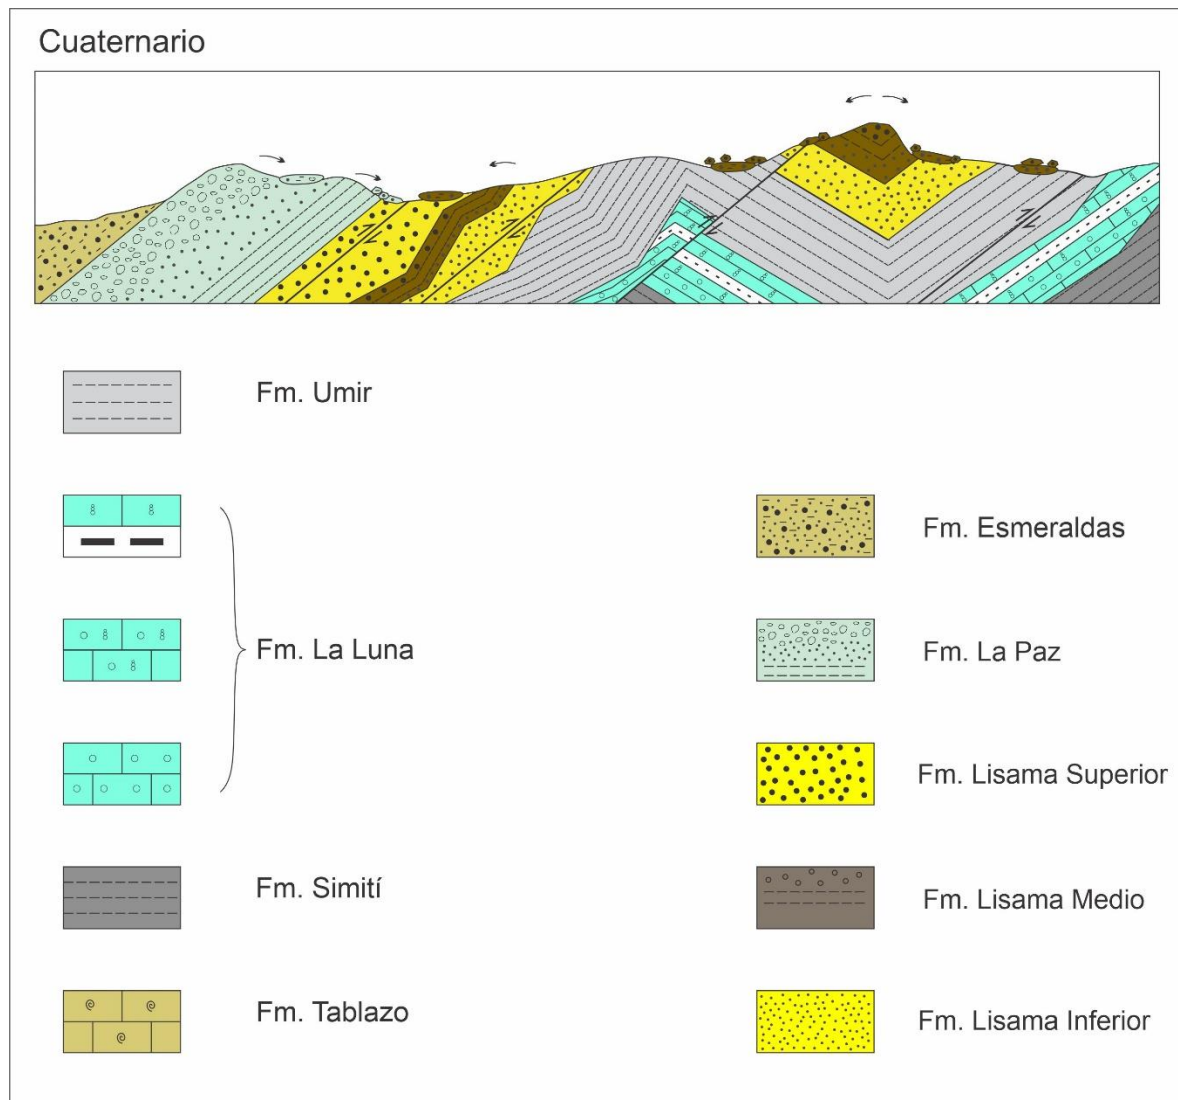 Cuaternario
Fm. Umir
Fm. La Luna
Fm. Simití
Fm. Tablazo
Fm. Esmeraldas
Fm. La Paz
Fm. Lisama Superior
Fm. Lisama Medio
Fm. Lisama Inferior